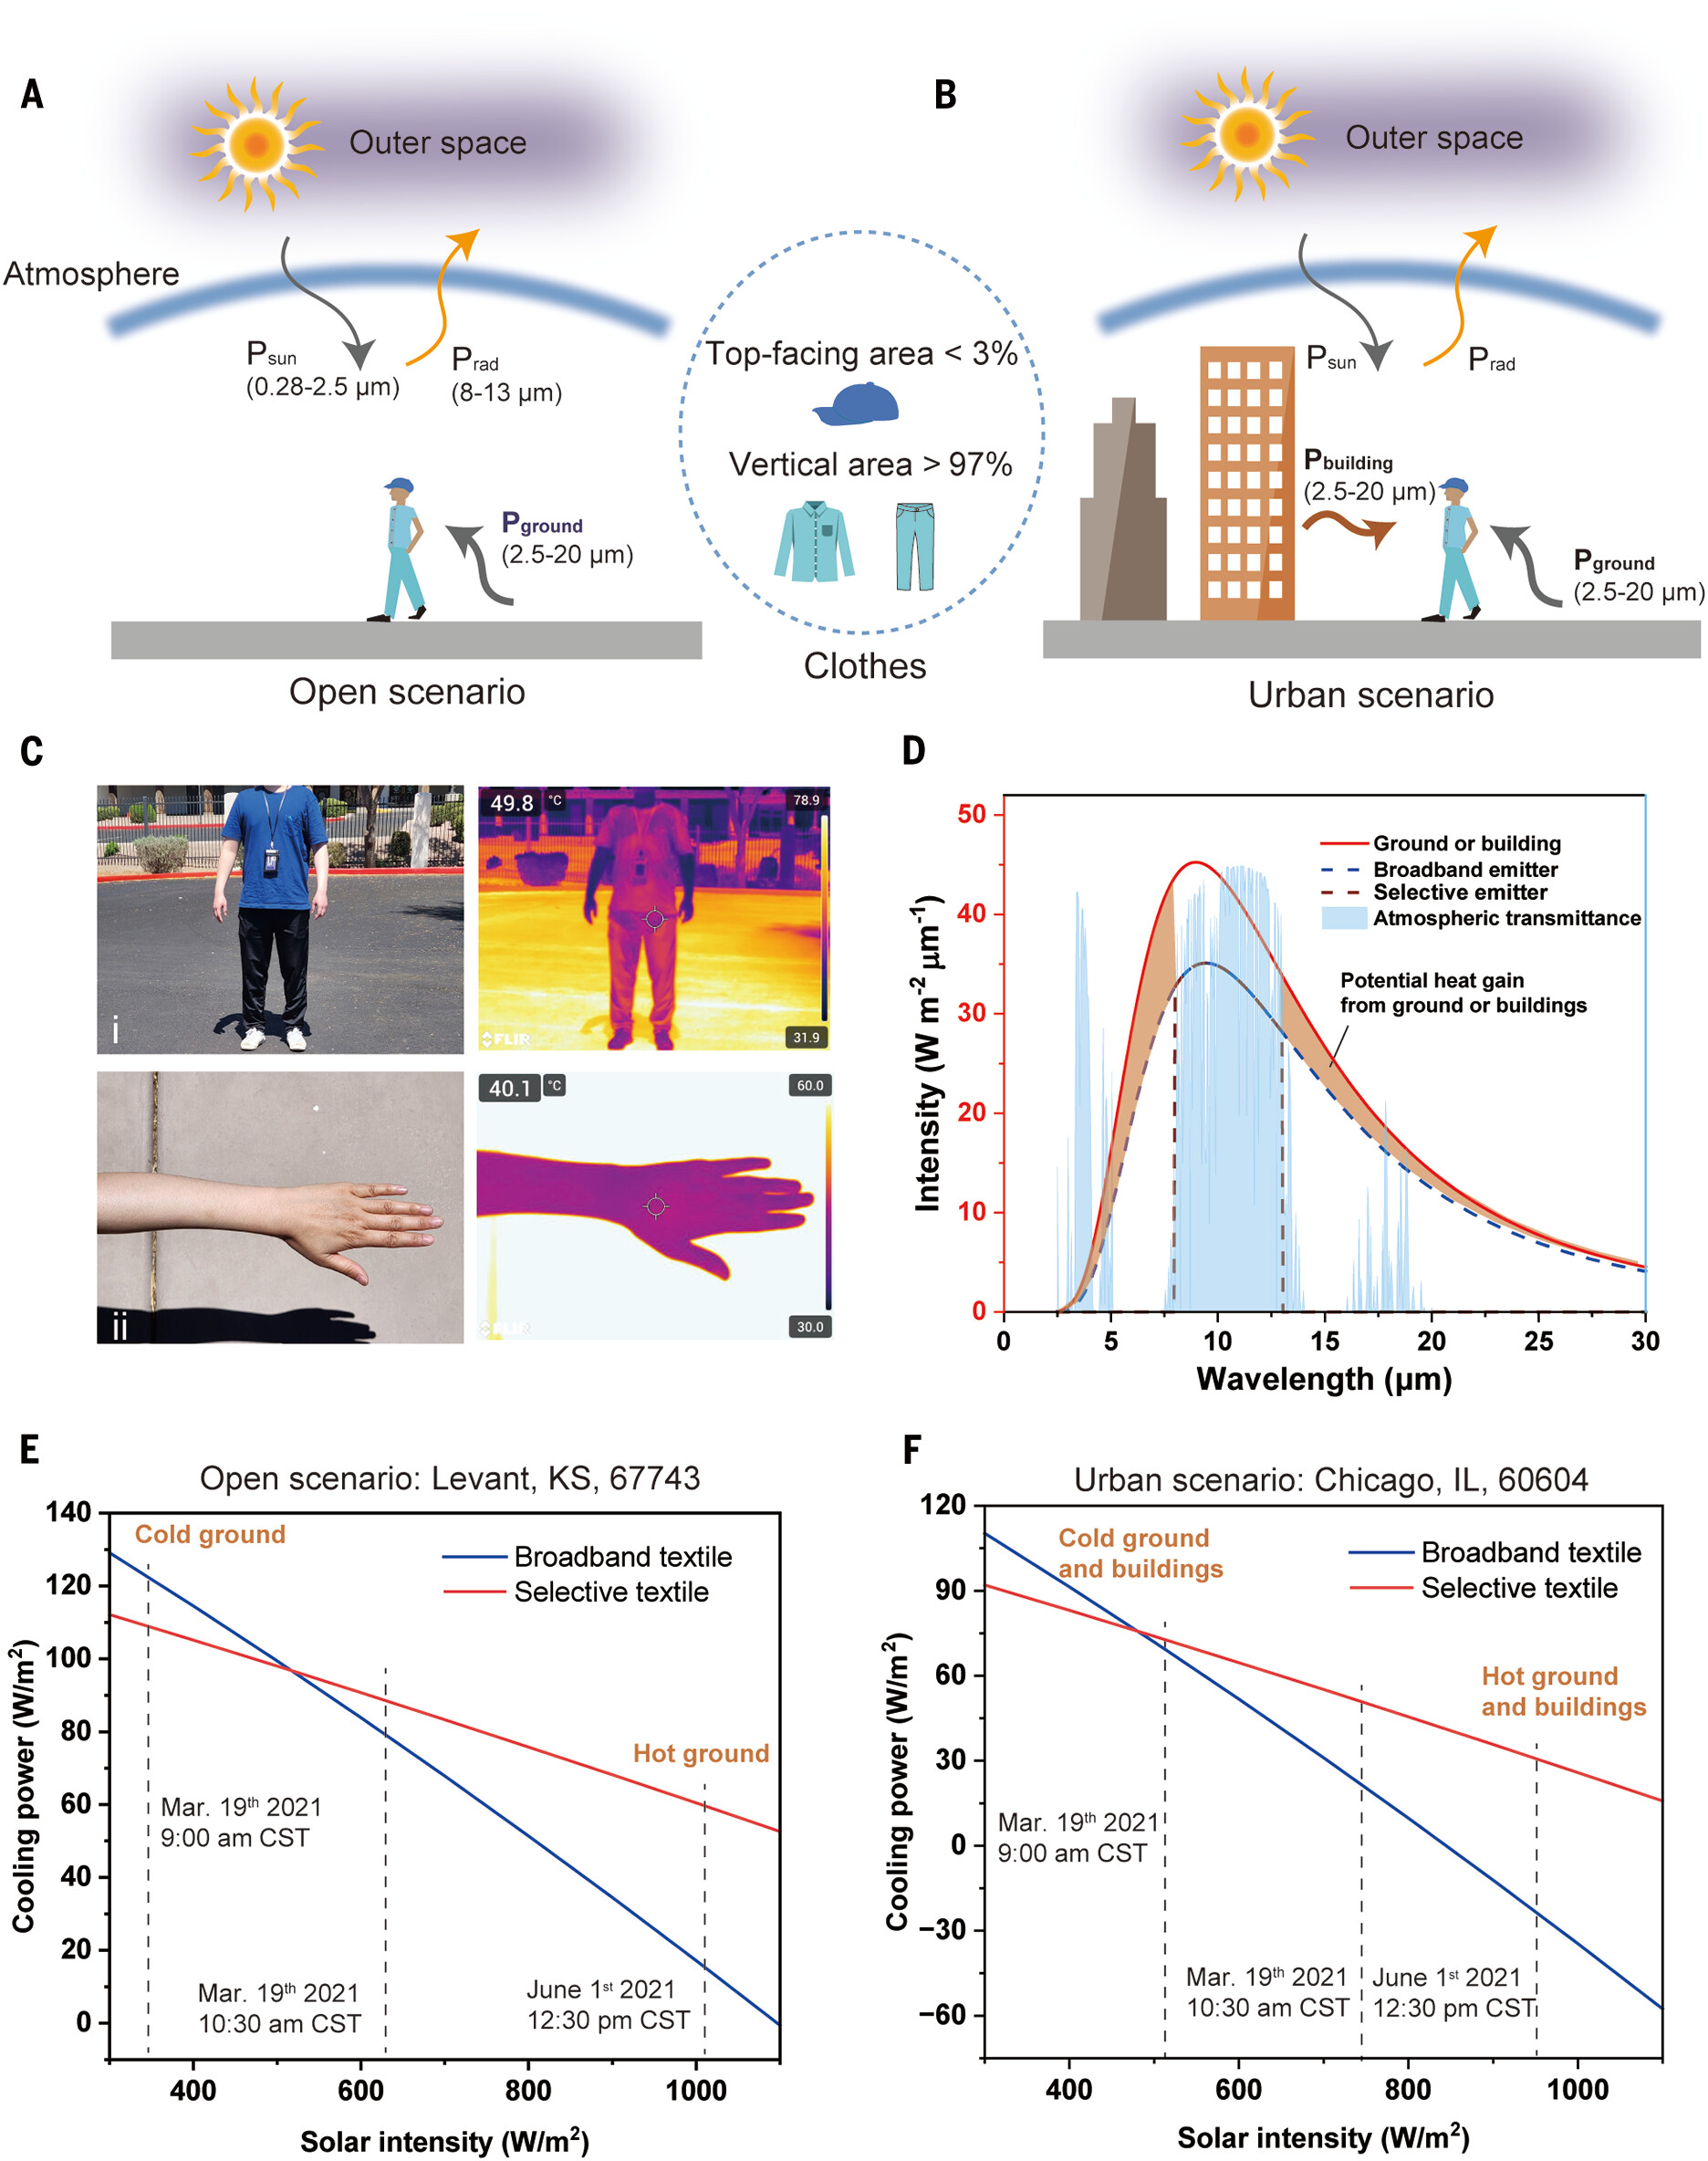 A
Outer space
Atmosphere
Psun
(0.28-2.5 µm)
Prad
(8-13 µm)
Pground
(2.5-20 µm)
Open scenario
Top-facing area < 3%
Vertical area > 97%
Clothes
B
Outer space
Psun
Prad
Pbuilding
(2.5-20 µm)
Pground
(2.5-20 µm)
Urban scenario
C
i
49.8 °C
78.9
31.9
FLIR
ii
40.1 °C
60.0
30.0
FLIR
D
Intensity (W m-2 µm-1)
50
40
30
20
10
0
Ground or building
Broadband emitter
Selective emitter
Atmospheric transmittance
Potential heat gain
from ground or buildings
0 5 10 15 20 25 30
Wavelength (µm)
E
Open scenario: Levant, KS, 67743
Cooling power (W/m2)
140
120
100
80
60
40
20
0
Cold ground
Broadband textile
Selective textile
Hot ground
Mar. 19th 2021
9:00 am CST
Mar. 19th 2021
10:30 am CST
June 1st 2021
12:30 pm CST
400 600 800 1000
Solar intensity (W/m2)
F
Urban scenario: Chicago, IL, 60604
Cooling power (W/m2)
120
90
60
30
0
−30
−60
Cold ground
and buildings
Broadband textile
Selective textile
Hot ground
and buildings
Mar. 19th 2021
9:00 am CST
Mar. 19th 2021
10:30 am CST
June 1st 2021
12:30 pm CST
400 600 800 1000
Solar intensity (W/m2)